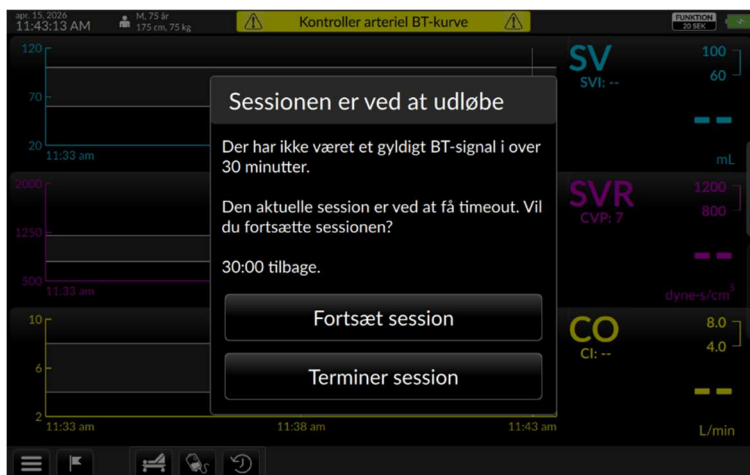 apr. 15, 2026
11:43:13 AM
M, 75 år
175 cm, 75 kg
Kontroller arteriel BT-kurve
FUNKTION
20 SEK
120
70
20
11:33 am
SV
SVI: --
100
60
--
mL
Sessionen er ved at udløbe
Der har ikke været et gyldigt BT-signal i over
30 minutter.
Den aktuelle session er ved at få timeout. Vil
du fortsætte sessionen?
30:00 tilbage.
Fortsæt session
Terminer session
2000
1250
500
11:33 am
SVR
CVP: 7
1200
800
--
dyne-s/cm⁵
10
6
2
11:33 am
11:38 am
11:43 am
CO
CI: --
8.0
4.0
--
L/min